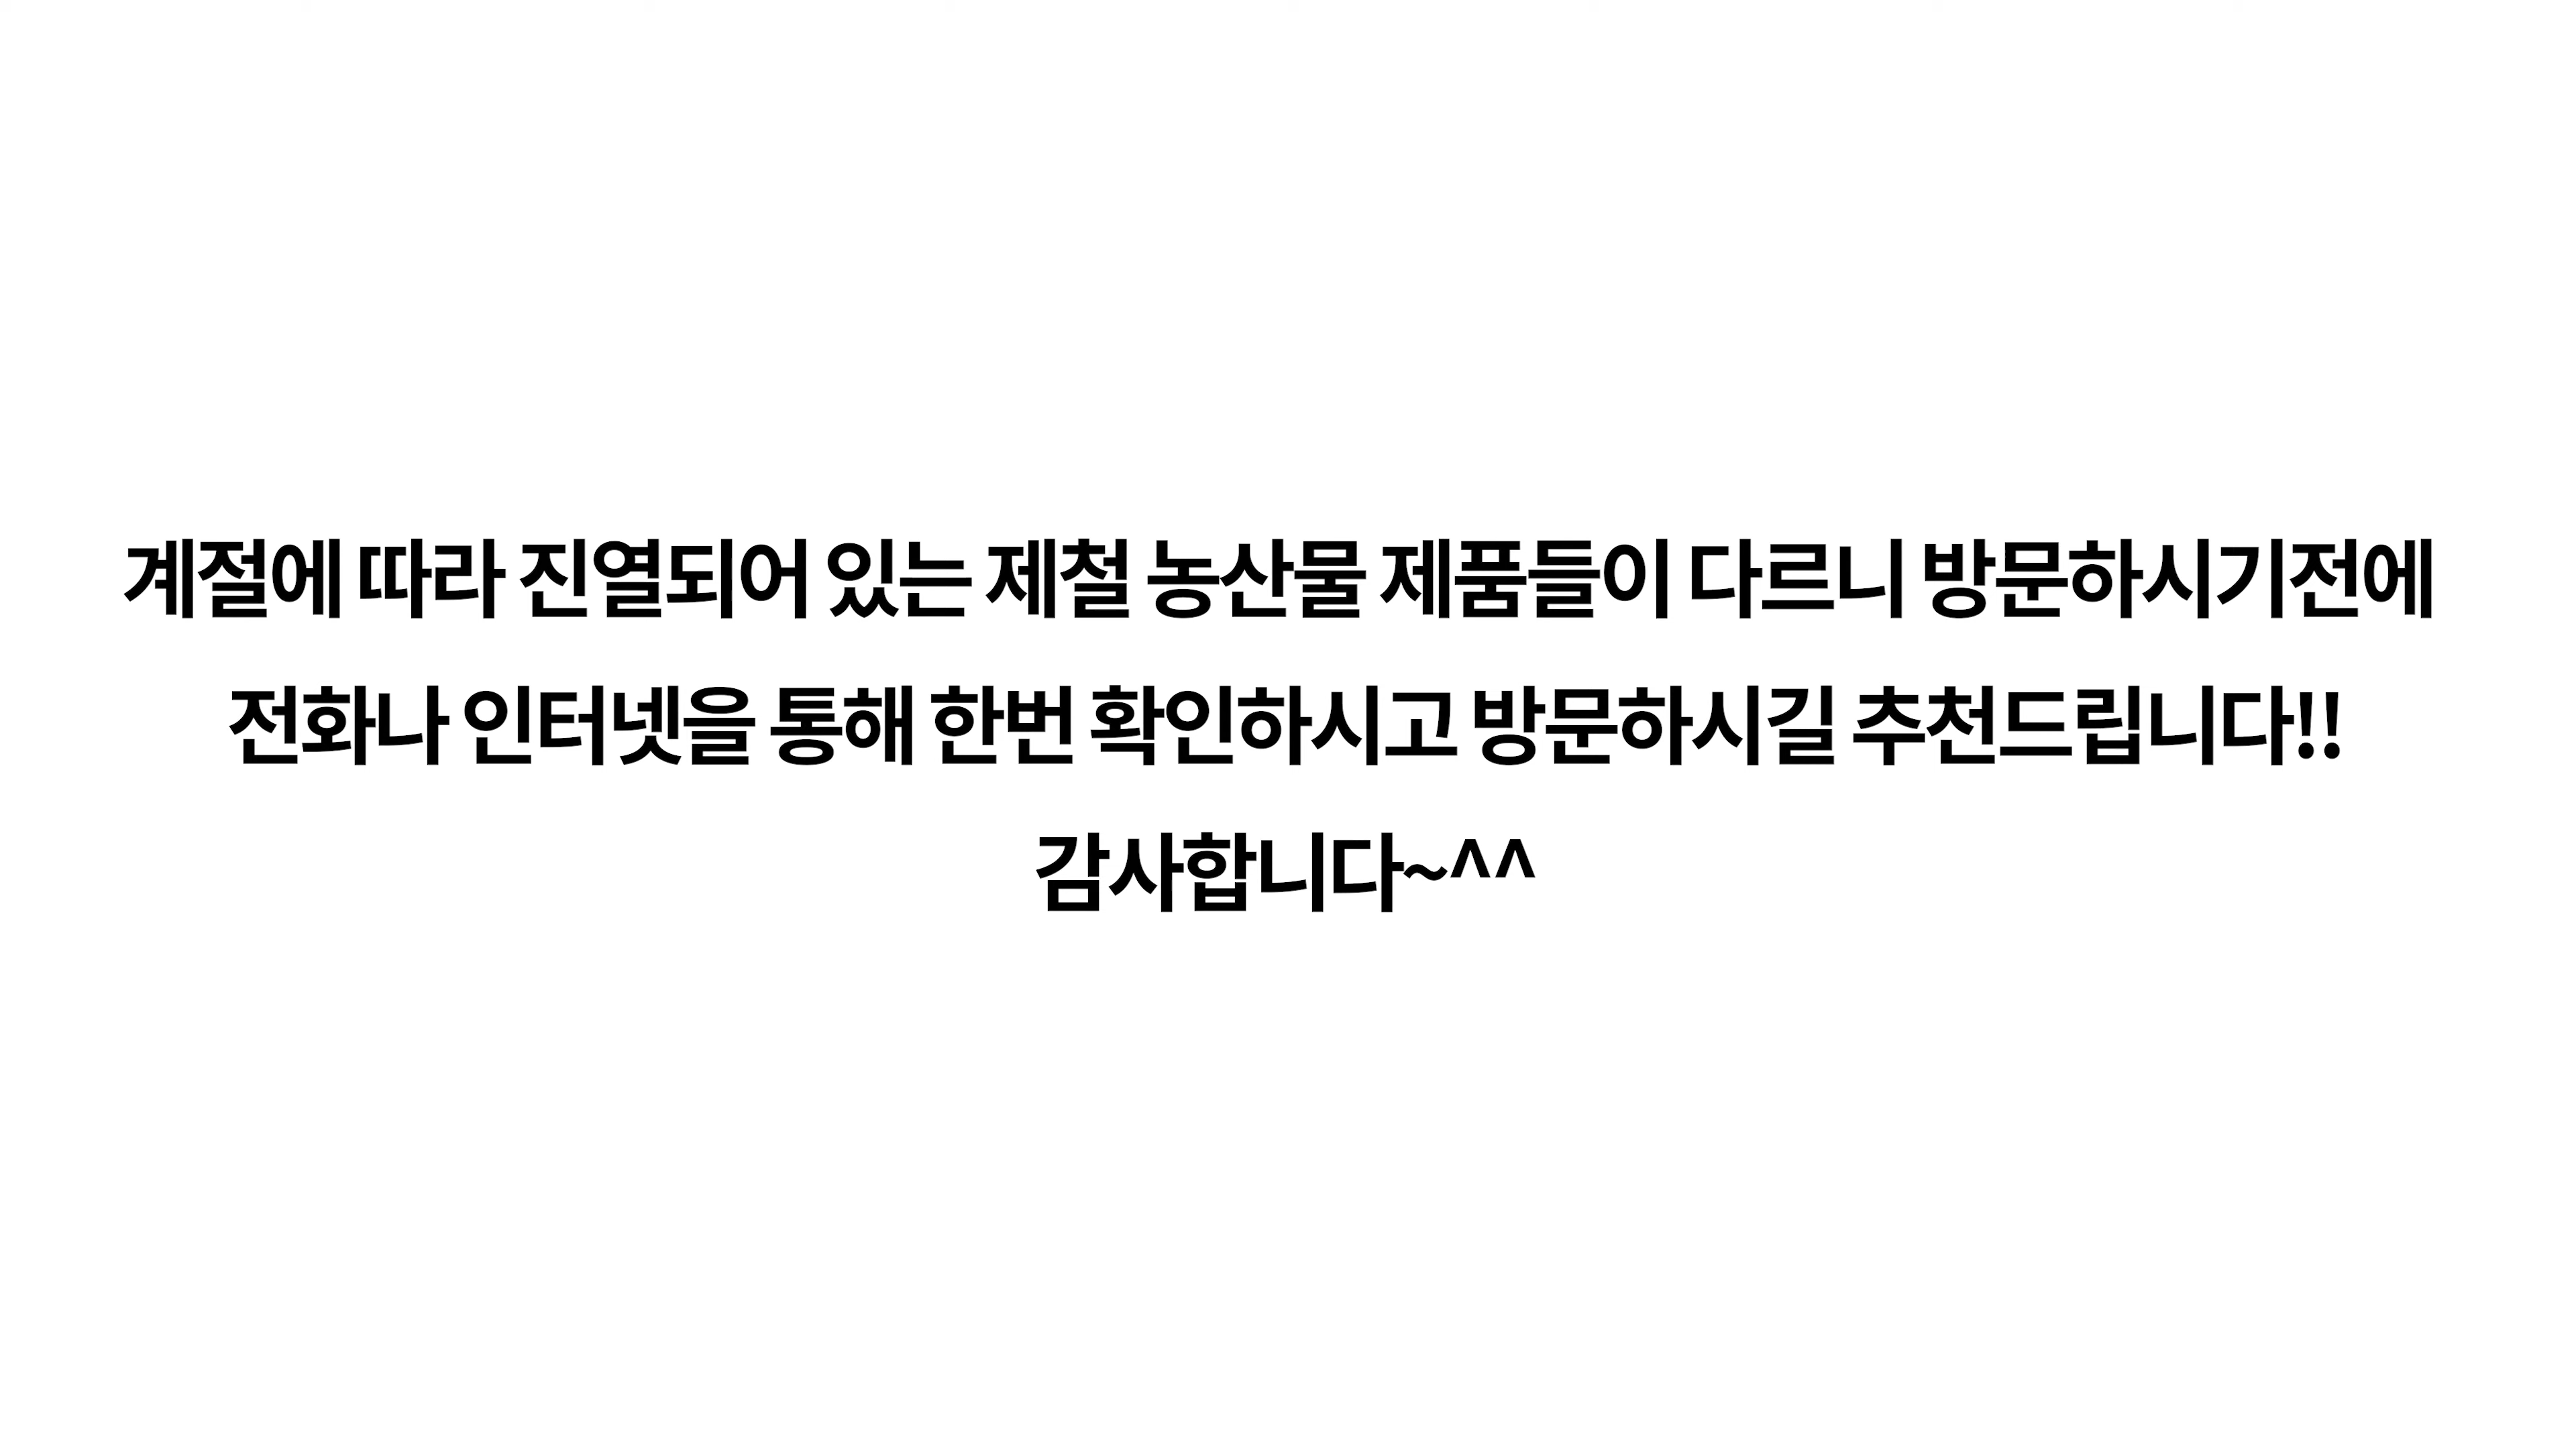 계절에 따라 진열되어 있는 제철 농산물 제품들이 다르니 방문하시기전에
전화나 인터넷을 통해 한번 확인하시고 방문하시길 추천드립니다!!
감사합니다~^^